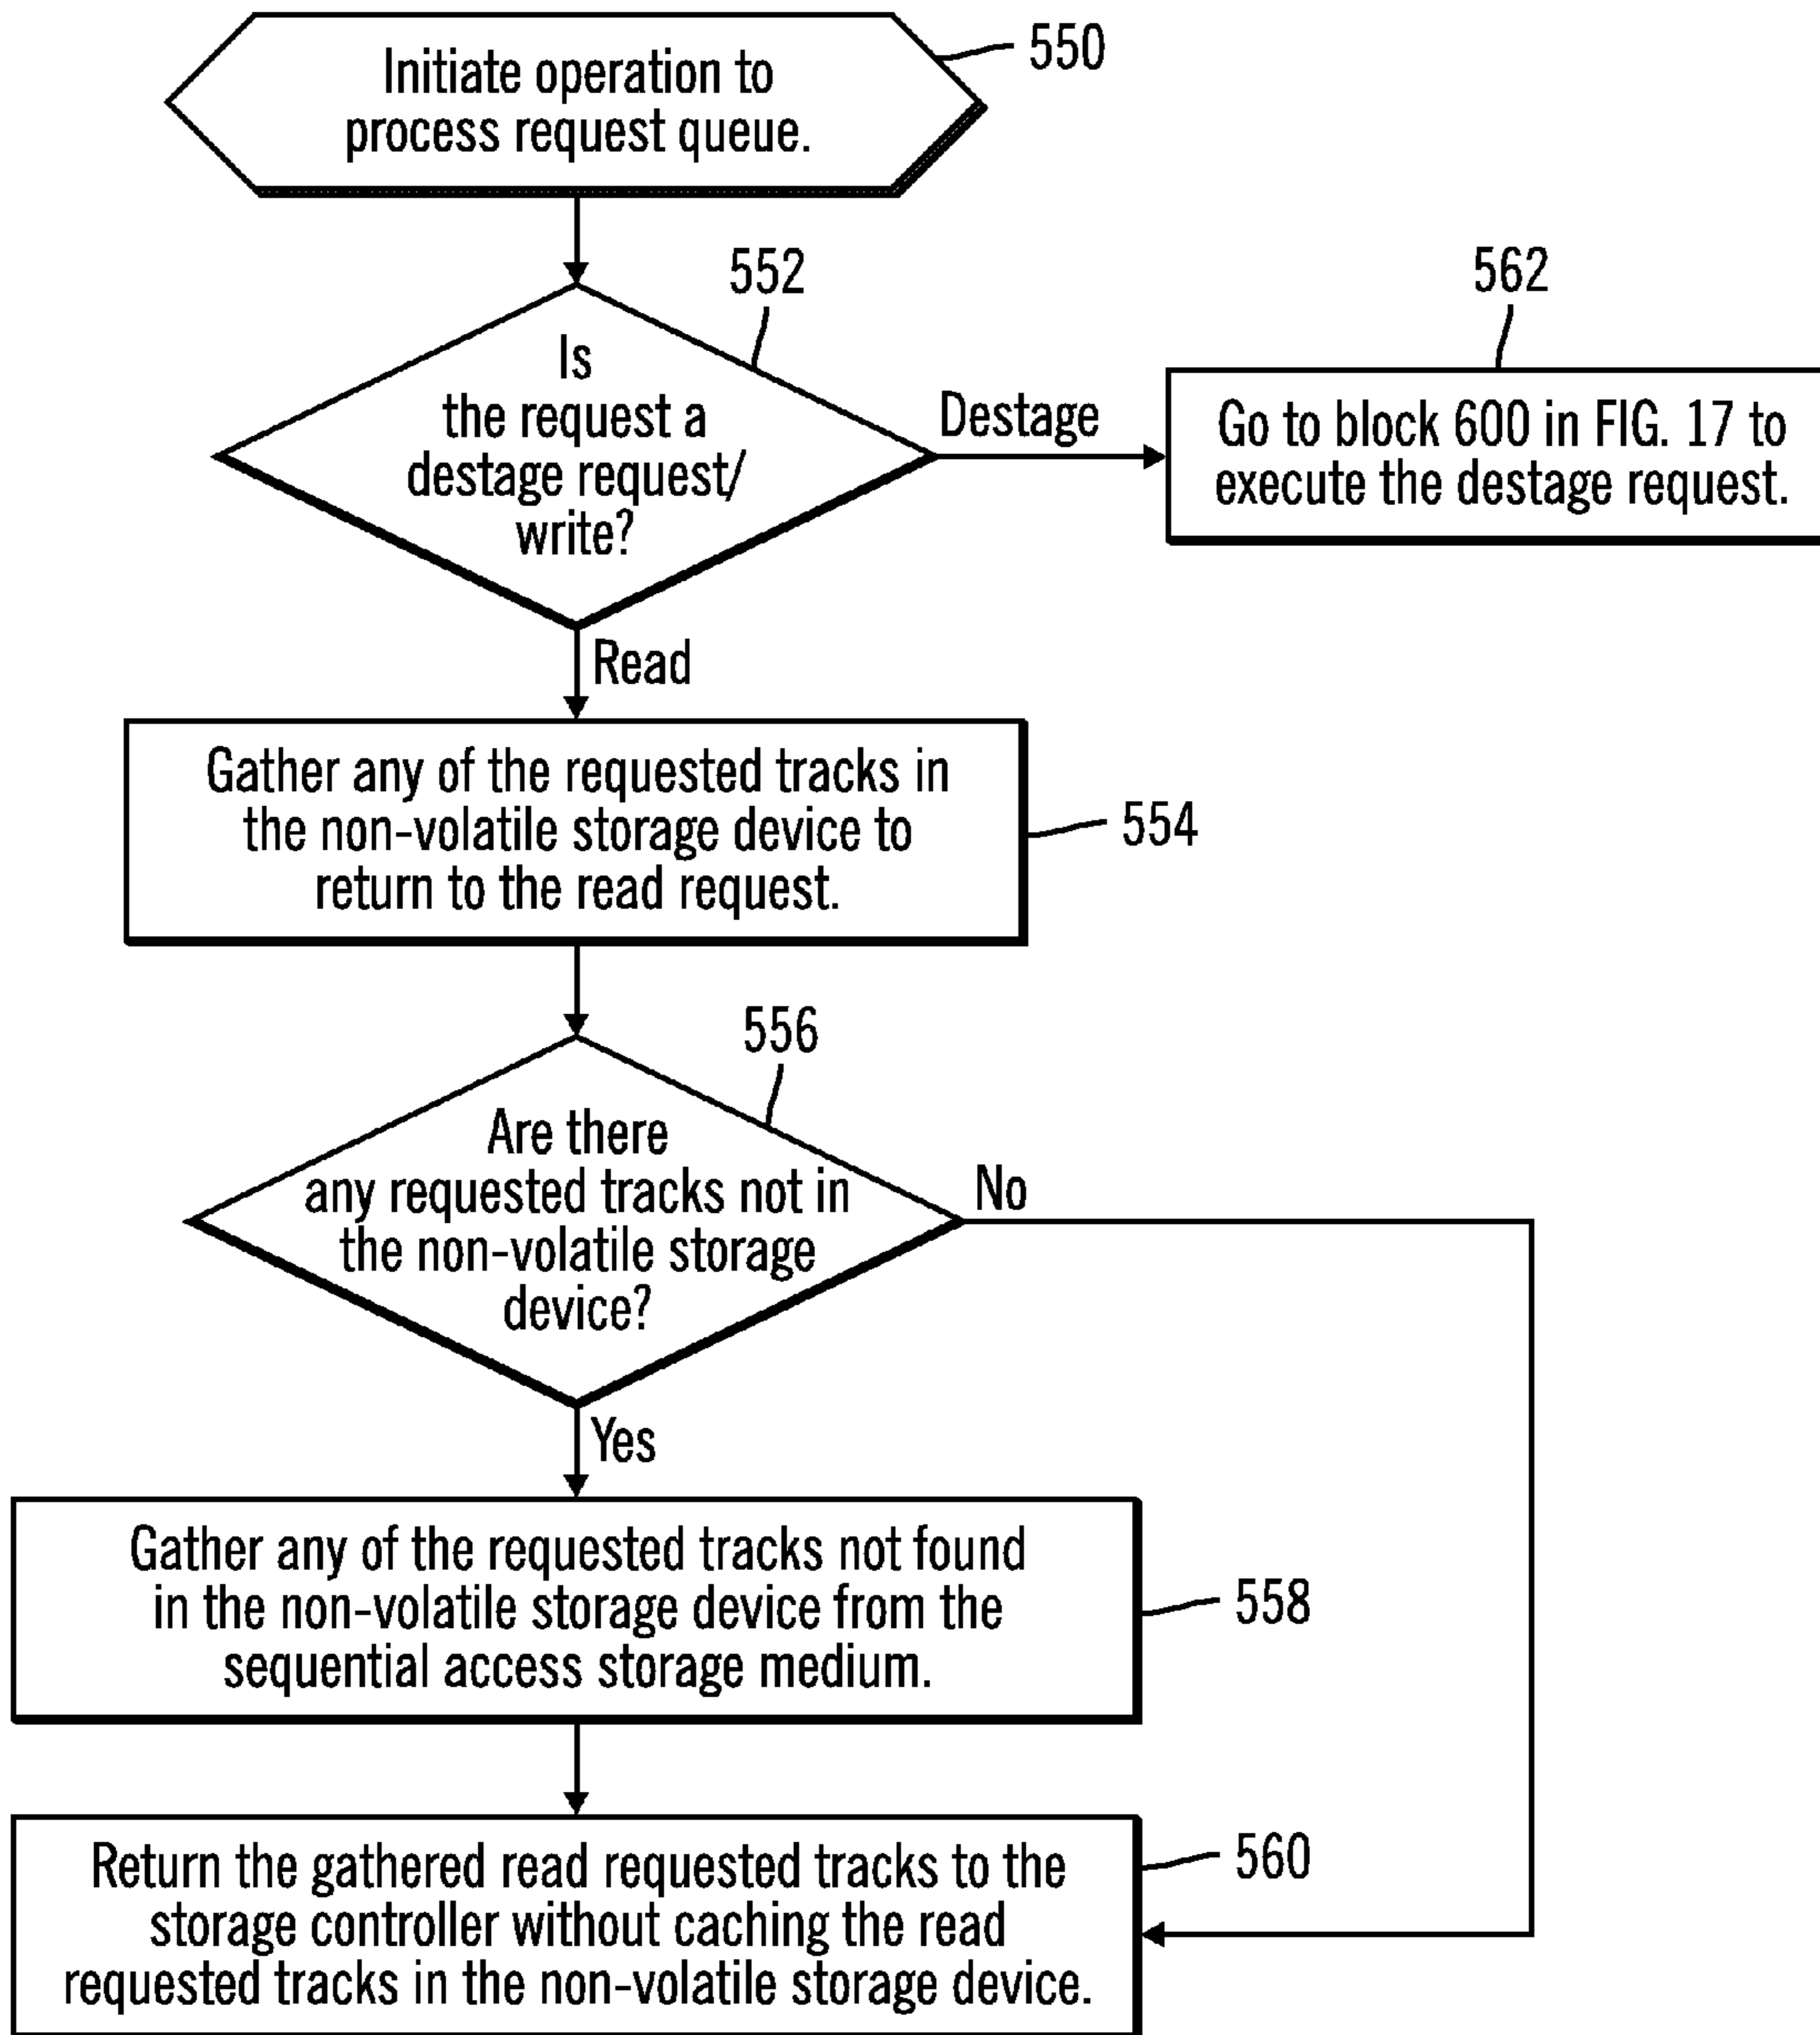 Initiate operation to
process request queue.
550
552
Is
the request a
destage request/
write?
Destage
562
Go to block 600 in FIG. 17 to
execute the destage request.
Read
Gather any of the requested tracks in
the non-volatile storage device to
return to the read request.
554
556
Are there
any requested tracks not in
the non-volatile storage
device?
No
Yes
Gather any of the requested tracks not found
in the non-volatile storage device from the
sequential access storage medium.
558
Return the gathered read requested tracks to the
storage controller without caching the read
requested tracks in the non-volatile storage device.
560